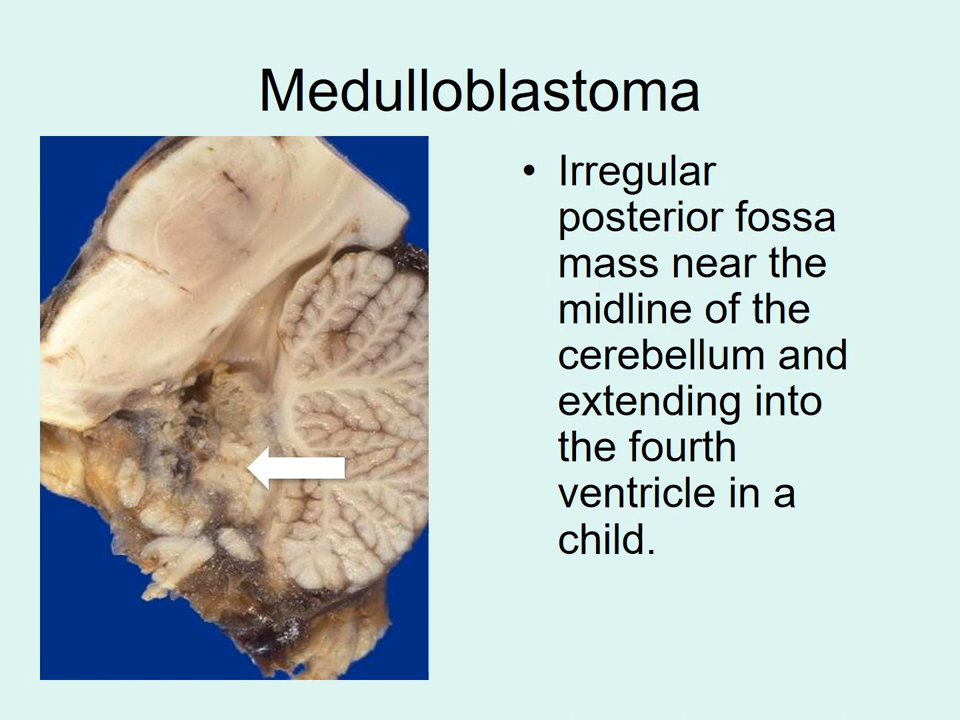 Medulloblastoma
• Irregular
posterior fossa
mass near the
midline of the
cerebellum and
extending into
the fourth
ventricle in a
child.